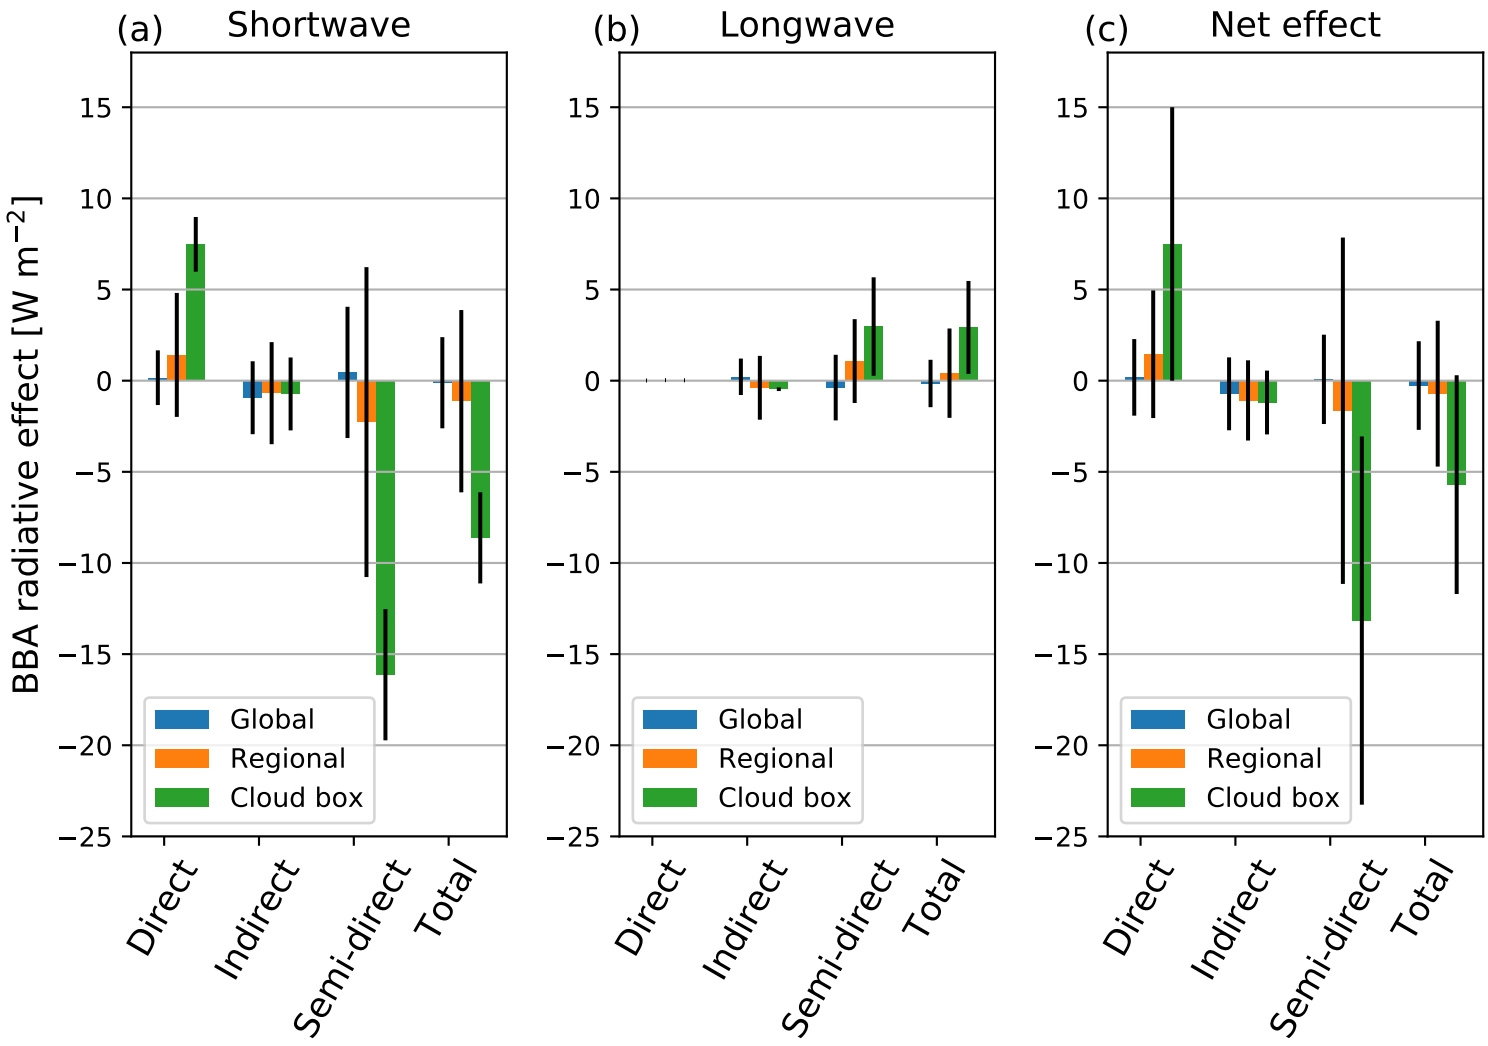 (a) Shortwave
BBA radiative effect [W m⁻²]
15
10
5
0
−5
−10
−15
−20
−25
Global
Regional
Cloud box
Direct
Indirect
Semi-direct
Total
(b) Longwave
15
10
5
0
−5
−10
−15
−20
−25
Global
Regional
Cloud box
Direct
Indirect
Semi-direct
Total
(c) Net effect
15
10
5
0
−5
−10
−15
−20
−25
Global
Regional
Cloud box
Direct
Indirect
Semi-direct
Total